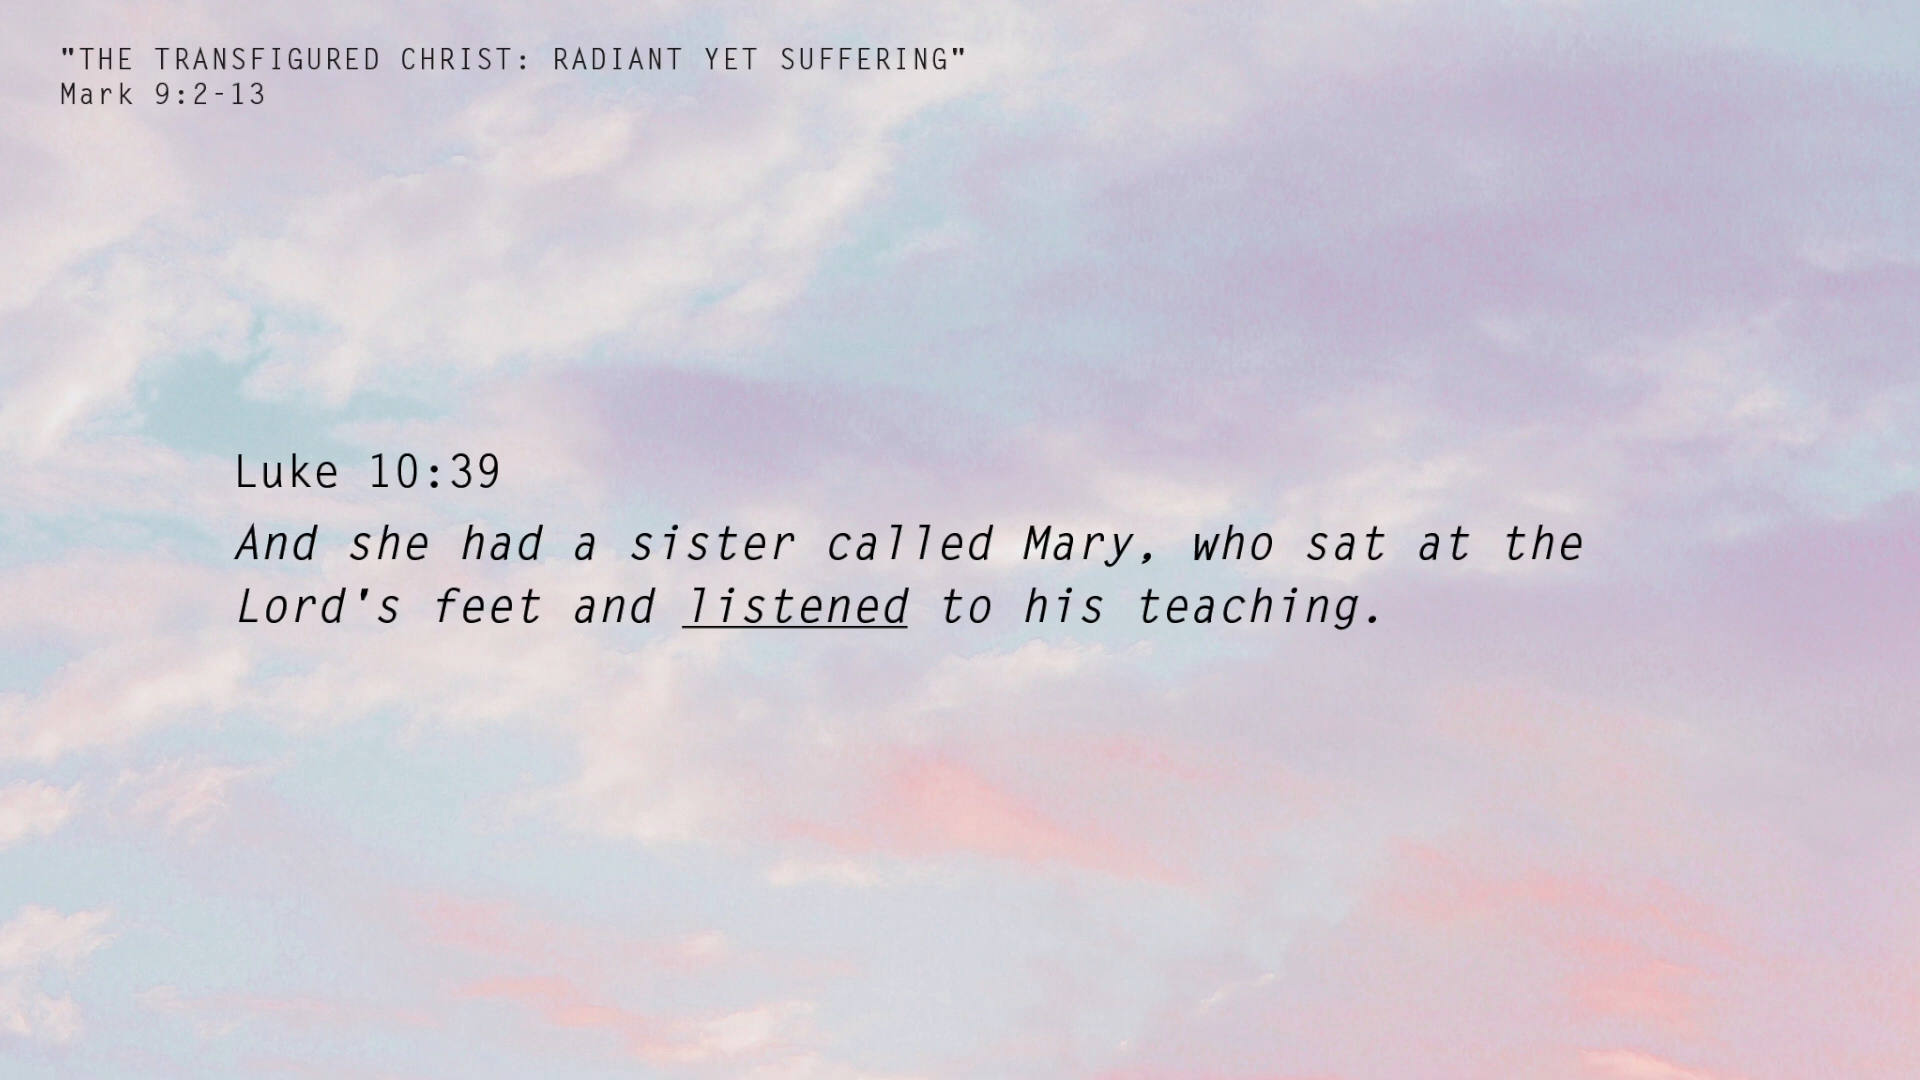 "THE TRANSFIGURED CHRIST: RADIANT YET SUFFERING"
Mark 9:2-13
Luke 10:39
And she had a sister called Mary, who sat at the
Lord's feet and listened to his teaching.